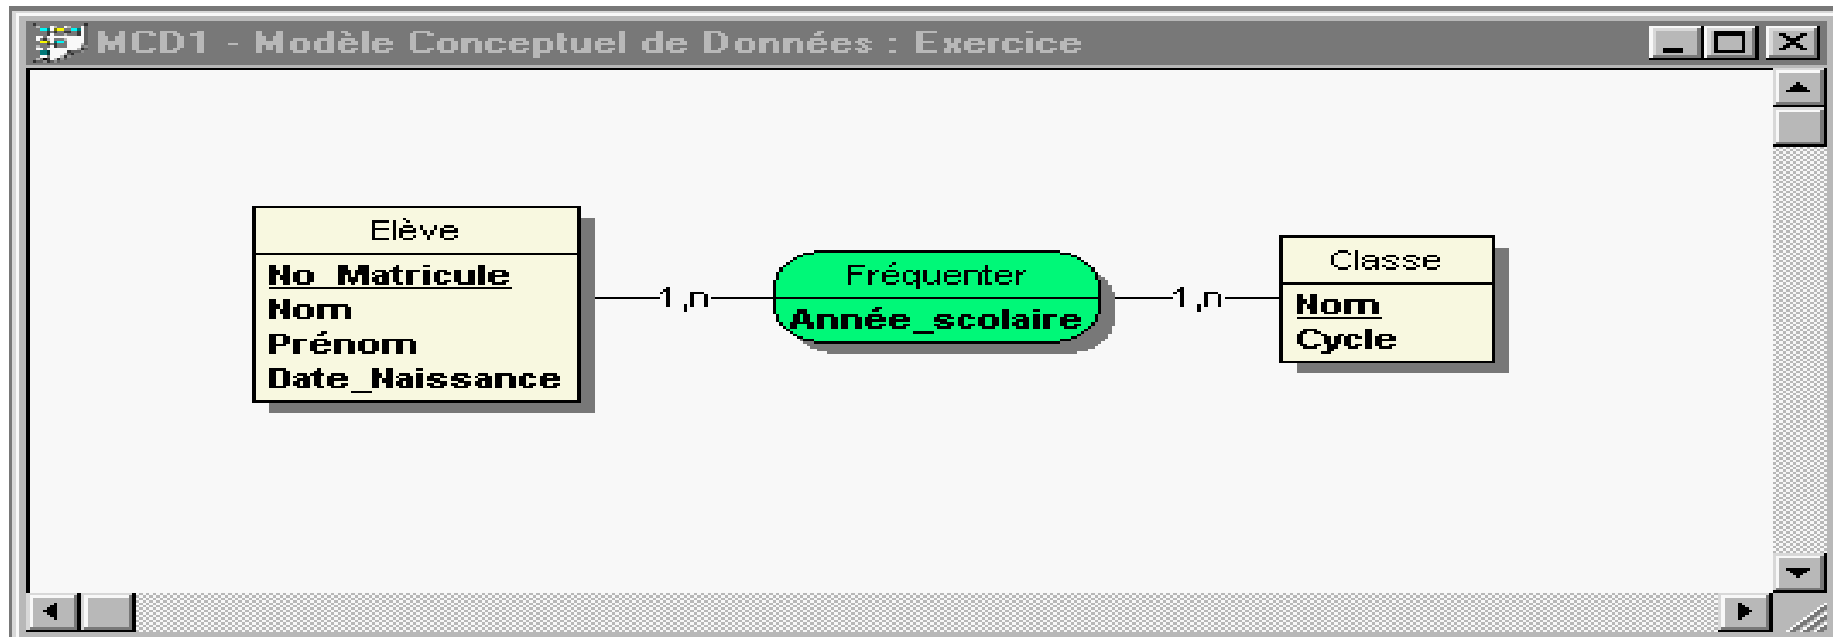 MCD1 - Modèle Conceptuel de Données : Exercice
Elève
No_Matricule
Nom
Prénom
Date_Naissance
1,n
Fréquenter
Année_scolaire
1,n
Classe
Nom
Cycle